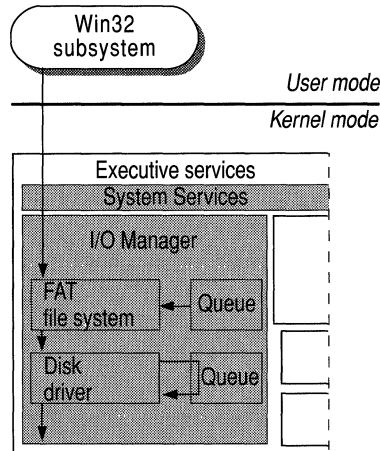 Win32
subsystem
User mode
Kernel mode
Executive services
System Services
I/O Manager
FAT
file system
Queue
Disk
driver
Queue